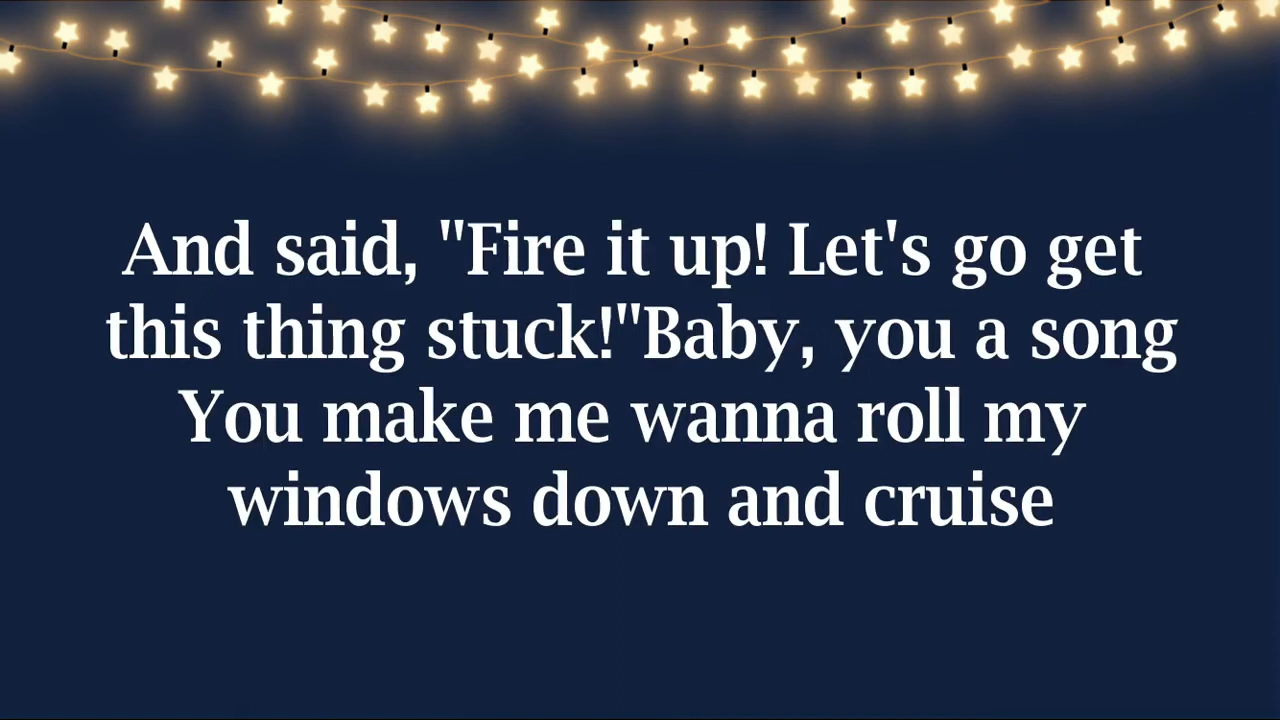 And said, "Fire it up! Let's go get
this thing stuck!"Baby, you a song
You make me wanna roll my
windows down and cruise